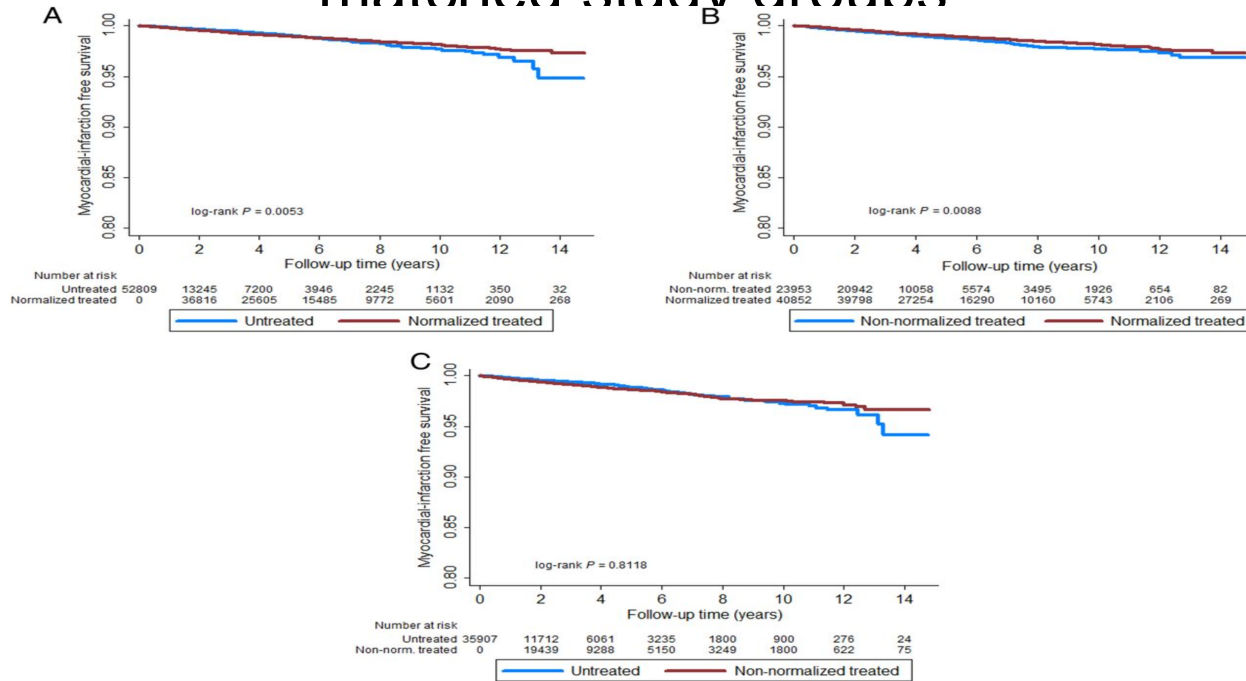 matched study groups
A
Myocardial-infarction free survival
1.00
0.95
0.90
0.85
0.80
log-rank P = 0.0053
0 2 4 6 8 10 12 14
Follow-up time (years)
Number at risk
Untreated 52809 13245 7200 3946 2245 1132 350 32
Normalized treated 0 36816 25605 15485 9772 5601 2090 268
Untreated Normalized treated
B
Myocardial-infarction free survival
1.00
0.95
0.90
0.85
0.80
log-rank P = 0.0088
0 2 4 6 8 10 12 14
Follow-up time (years)
Number at risk
Non-norm. treated 23953 20942 10058 5574 3495 1926 654 82
Normalized treated 40852 39798 27254 16290 10160 5743 2106 269
Non-normalized treated Normalized treated
C
Myocardial-infarction free survival
1.00
0.95
0.90
0.85
0.80
log-rank P = 0.8118
0 2 4 6 8 10 12 14
Follow-up time (years)
Number at risk
Untreated 35907 11712 6061 3235 1800 900 276 24
Non-norm. treated 0 19439 9288 5150 3249 1800 622 75
Untreated Non-normalized treated